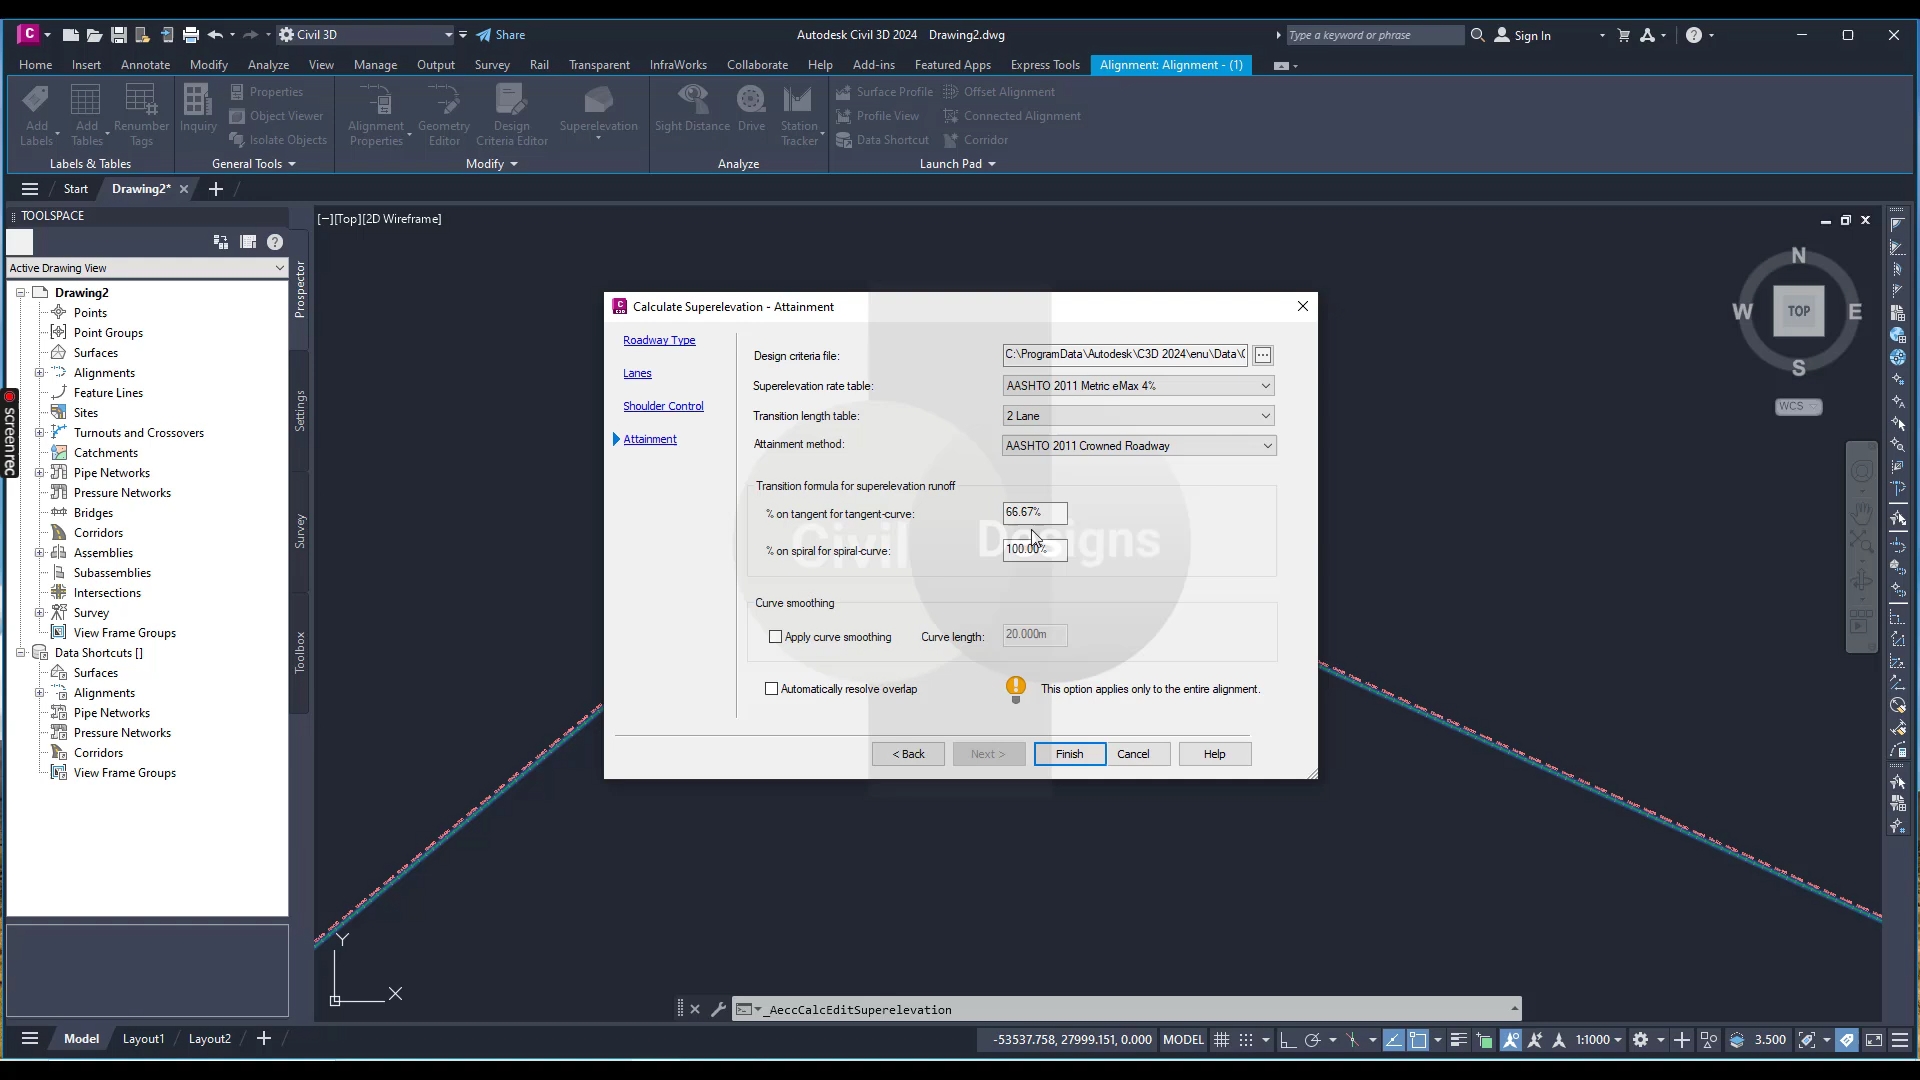 Civil 3D
Share
Autodesk Civil 3D 2024 Drawing2.dwg
Type a keyword or phrase
Sign In
Home Insert Annotate Modify Analyze View Manage Output Survey Rail Transparent InfraWorks Collaborate Help Add-ins Featured Apps Express Tools Alignment: Alignment - (1)
Add Labels
Add Tables
Renumber Tags
Inquiry
Properties
Object Viewer
Isolate Objects
Alignment Properties
Geometry Editor
Design Criteria Editor
Superelevation
Sight Distance
Drive
Station Tracker
Surface Profile
Profile View
Data Shortcut
Offset Alignment
Connected Alignment
Corridor
Labels & Tables
General Tools
Modify
Analyze
Launch Pad
Start
Drawing2*
TOOLSPACE
[−][Top][2D Wireframe]
Active Drawing View
Drawing2
Points
Point Groups
Surfaces
Alignments
Feature Lines
Sites
Turnouts and Crossovers
Catchments
Pipe Networks
Pressure Networks
Bridges
Corridors
Assemblies
Subassemblies
Intersections
Survey
View Frame Groups
Data Shortcuts []
Surfaces
Alignments
Pipe Networks
Pressure Networks
Corridors
View Frame Groups
Prospector
Settings
Survey
Toolbox
screenrec
Calculate Superelevation - Attainment
Roadway Type
Lanes
Shoulder Control
Attainment
Design criteria file: C:\ProgramData\Autodesk\C3D 2024\enu\Data\C
Superelevation rate table: AASHTO 2011 Metric eMax 4%
Transition length table: 2 Lane
Attainment method: AASHTO 2011 Crowned Roadway
Transition formula for superelevation runoff
% on tangent for tangent-curve: 66.67%
% on spiral for spiral-curve: 100.00%
Civil Designs
Curve smoothing
Apply curve smoothing Curve length: 20.000m
Automatically resolve overlap
This option applies only to the entire alignment.
< Back
Next >
Finish
Cancel
Help
N
W
TOP
E
S
WCS
Y
X
_AeccCalcEditSuperelevation
Model
Layout1
Layout2
-53537.758, 27999.151, 0.000
MODEL
1:1000
3.500